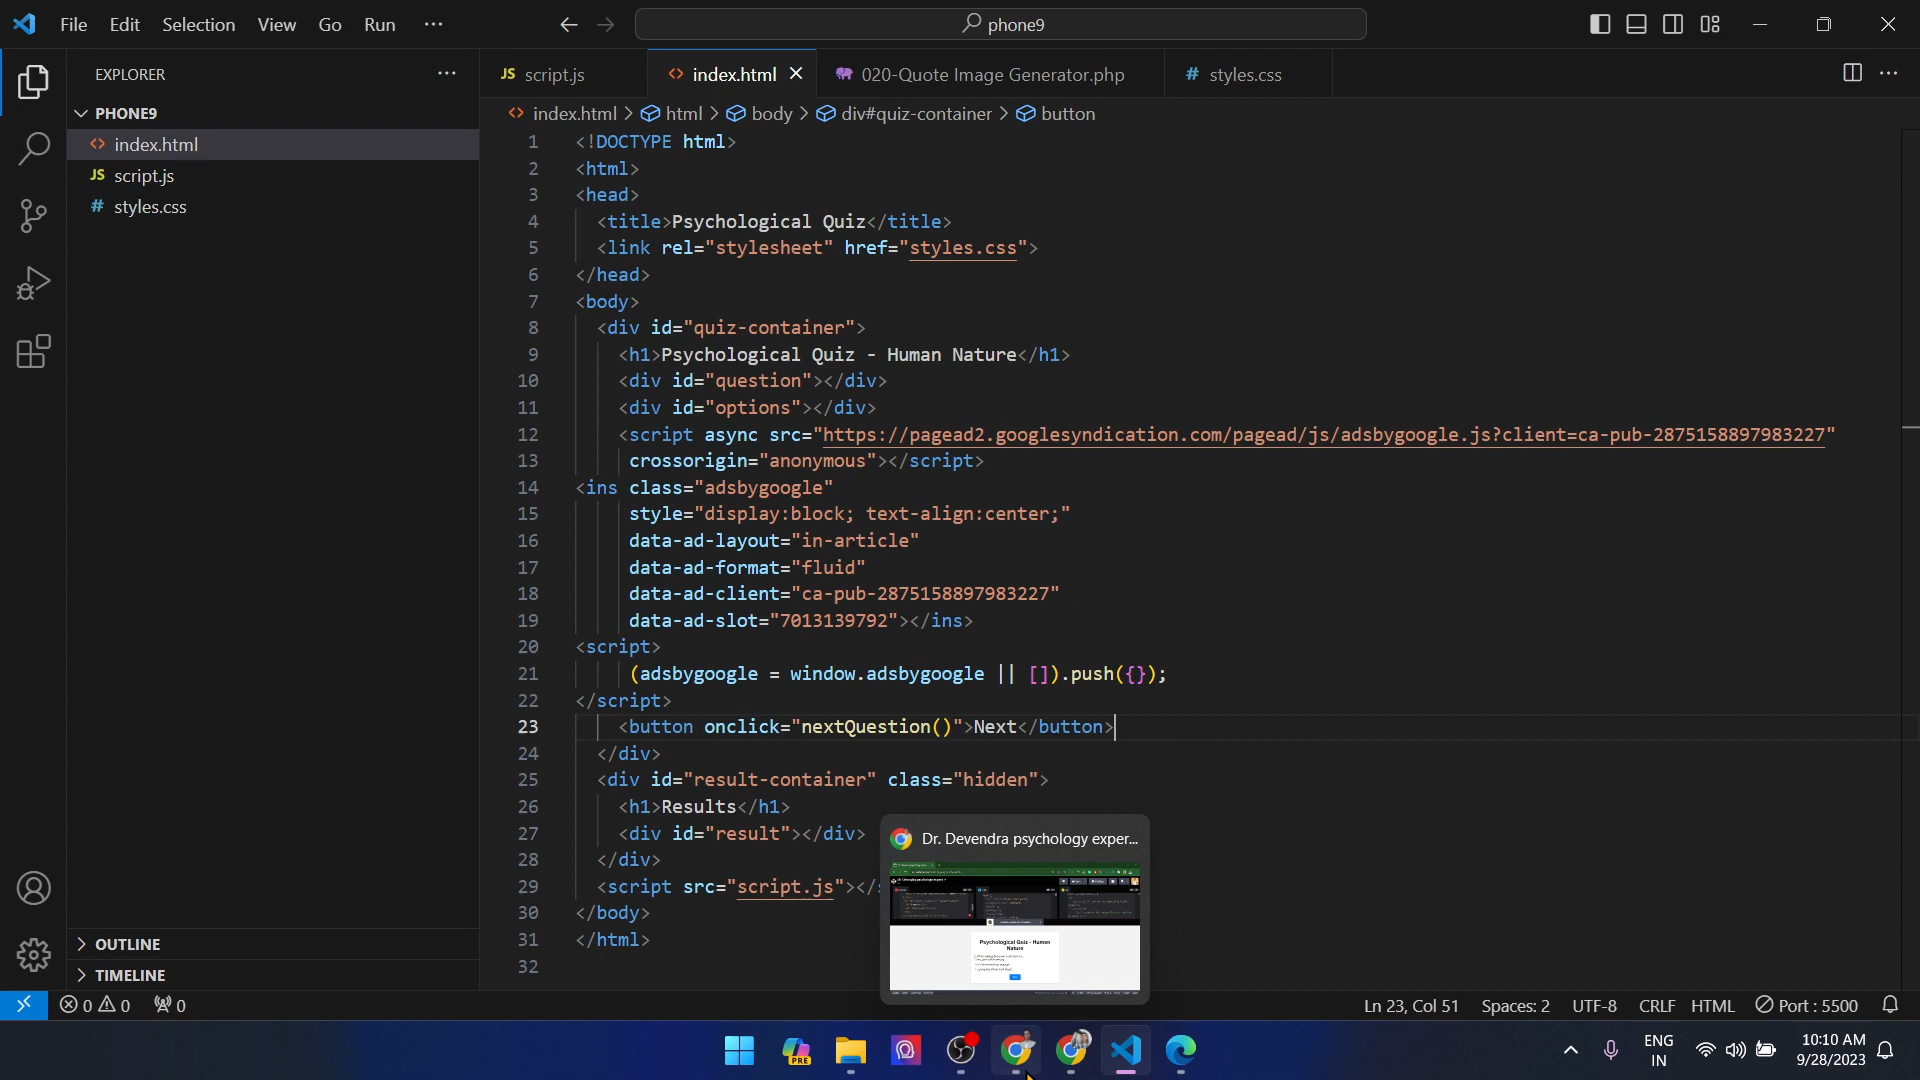 File Edit Selection View Go Run ···
phone9
EXPLORER
PHONE9
index.html
JS script.js
# styles.css
OUTLINE
TIMELINE
JS script.js
<> index.html
020-Quote Image Generator.php
# styles.css
index.html > html > body > div#quiz-container > button
1 <!DOCTYPE html>
2 <html>
3 <head>
4 <title>Psychological Quiz</title>
5 <link rel="stylesheet" href="styles.css">
6 </head>
7 <body>
8 <div id="quiz-container">
9 <h1>Psychological Quiz - Human Nature</h1>
10 <div id="question"></div>
11 <div id="options"></div>
12 <script async src="https://pagead2.googlesyndication.com/pagead/js/adsbygoogle.js?client=ca-pub-2875158897983227"
13 crossorigin="anonymous"></script>
14 <ins class="adsbygoogle"
15 style="display:block; text-align:center;"
16 data-ad-layout="in-article"
17 data-ad-format="fluid"
18 data-ad-client="ca-pub-2875158897983227"
19 data-ad-slot="7013139792"></ins>
20 <script>
21 (adsbygoogle = window.adsbygoogle || []).push({});
22 </script>
23 <button onclick="nextQuestion()">Next</button>
24 </div>
25 <div id="result-container" class="hidden">
26 <h1>Results</h1>
27 <div id="result"></div>
28 </div>
29 <script src="script.js"></s
30 </body>
31 </html>
32
Dr. Devendra psychology exper...
Psychological Quiz - Human
Nature
0 0 0
Ln 23, Col 51 Spaces: 2 UTF-8 CRLF HTML Port : 5500
PRE
ENG
IN
10:10 AM
9/28/2023